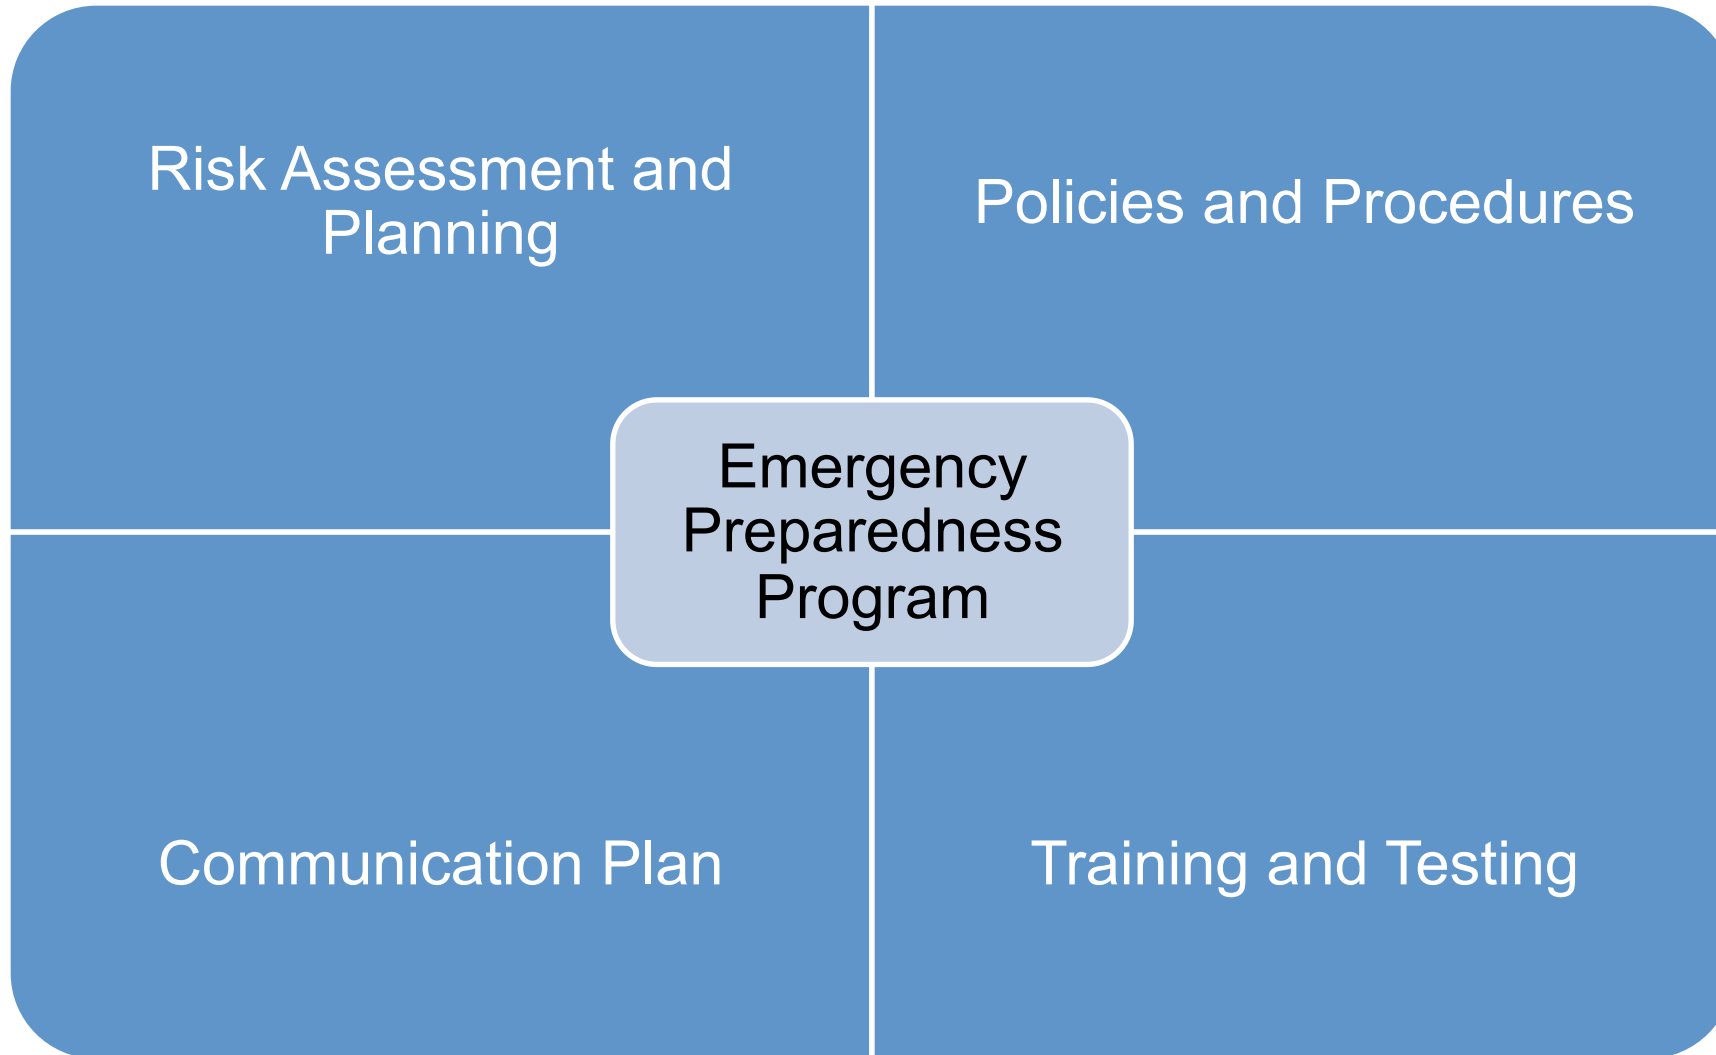 Risk Assessment and
Planning
Policies and Procedures
Emergency
Preparedness
Program
Communication Plan
Training and Testing